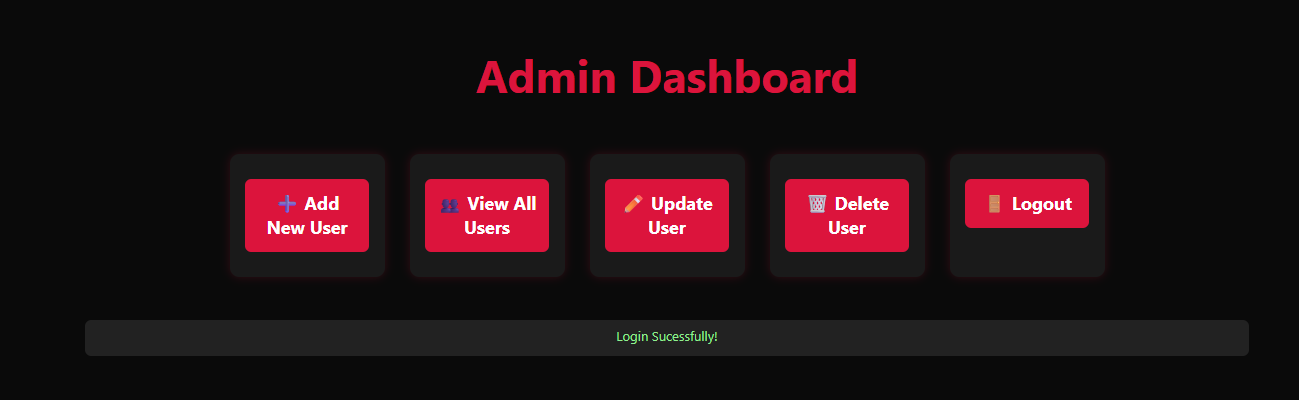 Admin Dashboard
➕ Add
New User
👥 View All
Users
✏️ Update
User
🗑️ Delete
User
🚪 Logout
Login Sucessfully!